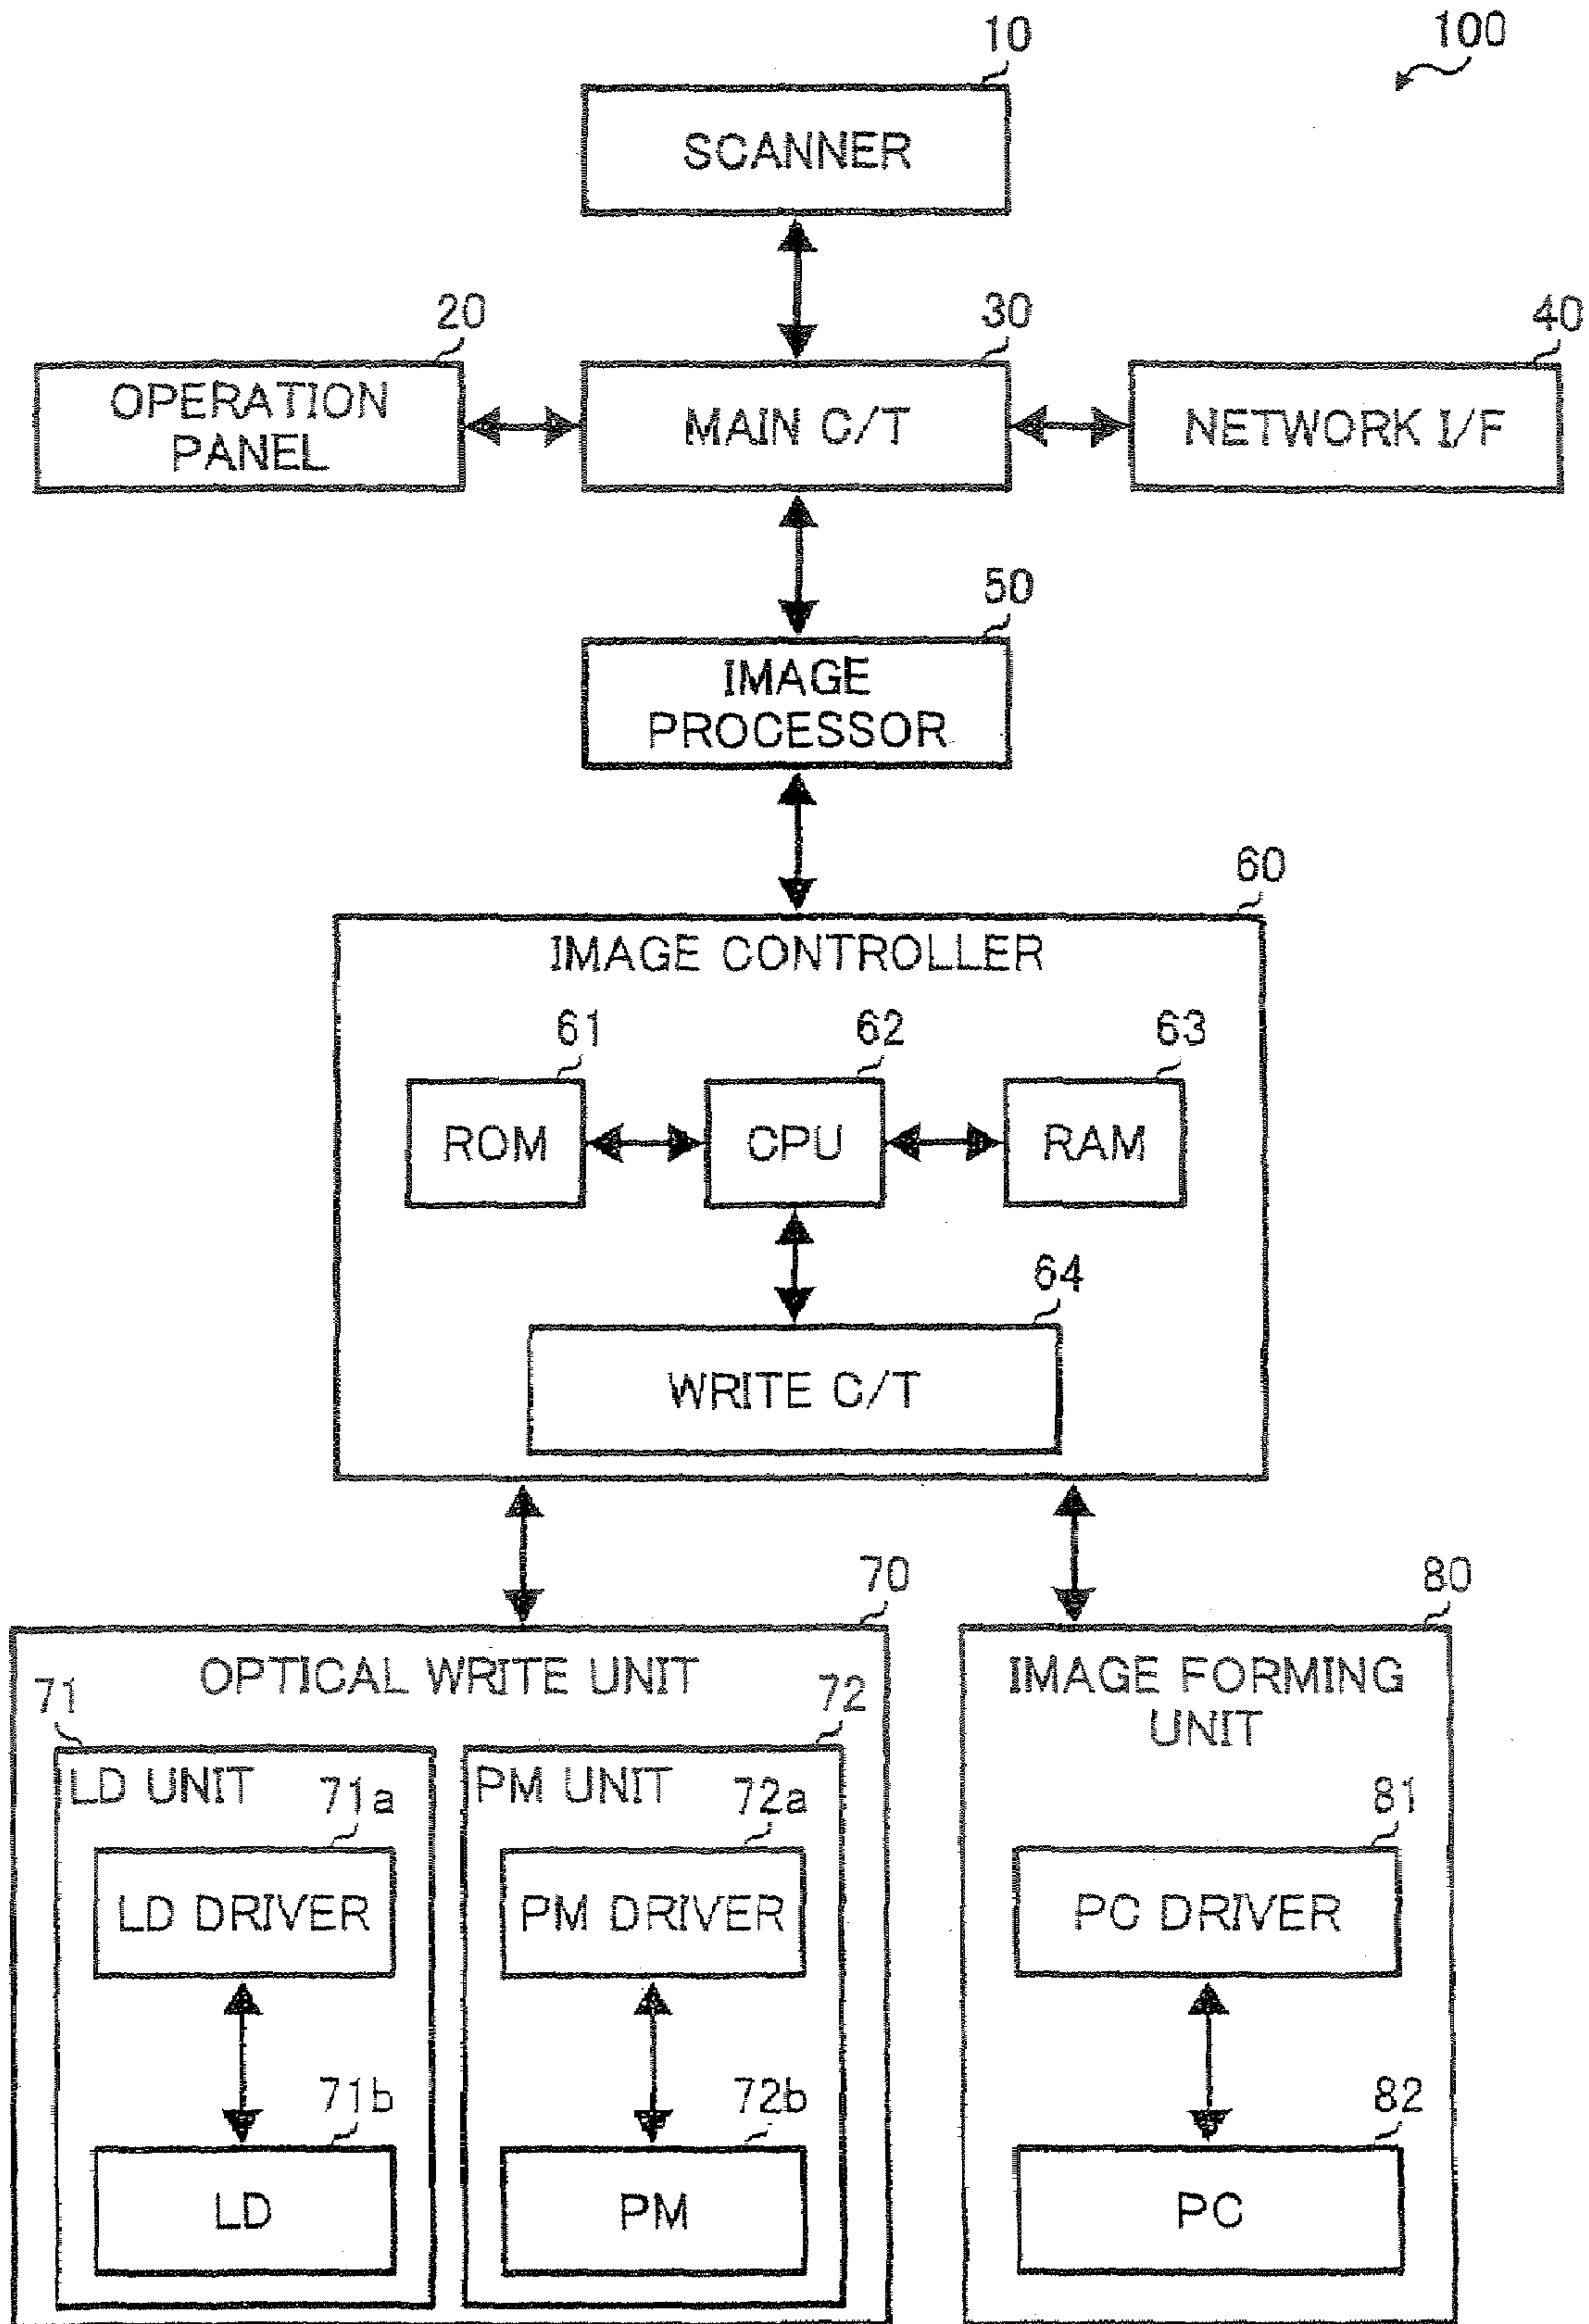 100
10
SCANNER
20
30
40
OPERATION
PANEL
MAIN C/T
NETWORK I/F
50
IMAGE
PROCESSOR
60
IMAGE CONTROLLER
61
62
63
ROM
CPU
RAM
64
WRITE C/T
70
80
OPTICAL WRITE UNIT
IMAGE FORMING
UNIT
71
72
LD UNIT
PM UNIT
71a
72a
81
LD DRIVER
PM DRIVER
PC DRIVER
71b
72b
82
LD
PM
PC